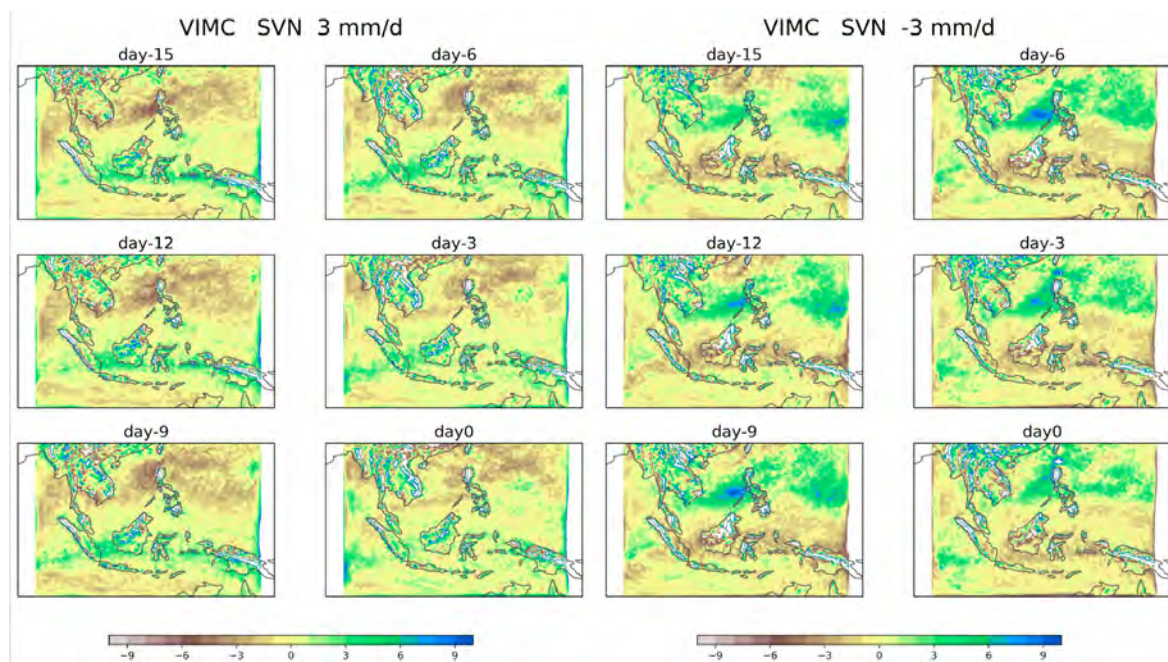 VIMC SVN 3 mm/d
day-15
day-6
day-12
day-3
day-9
day0
−9 −6 −3 0 3 6 9
VIMC SVN -3 mm/d
day-15
day-6
day-12
day-3
day-9
day0
−9 −6 −3 0 3 6 9